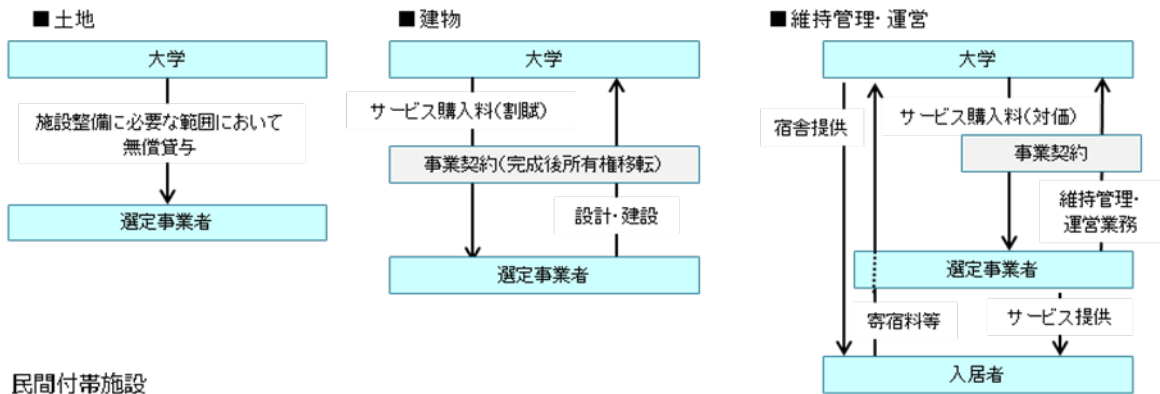 ■土地
大学
施設整備に必要な範囲において
無償貸与
選定事業者
■建物
大学
サービス購入料(割賦)
事業契約(完成後所有権移転)
設計・建設
選定事業者
■維持管理・運営
大学
宿舎提供
サービス購入料(対価)
事業契約
維持管理・
運営業務
選定事業者
寄宿料等
サービス提供
入居者
民間付帯施設